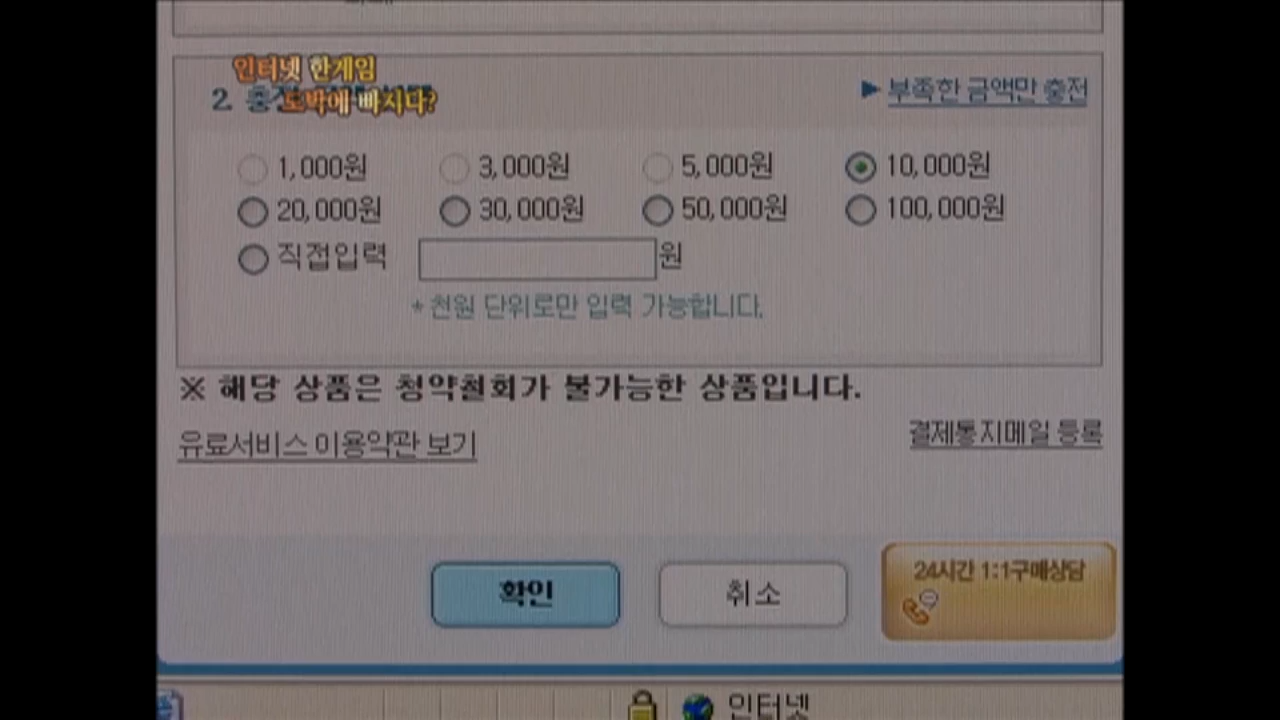 인터넷 한게임
도박에 빠지다?
2. 충
▶ 부족한 금액만 충전
1,000원 3,000원 5,000원 10,000원
20,000원 30,000원 50,000원 100,000원
직접입력 원
* 천원 단위로만 입력 가능합니다.
※ 해당 상품은 청약철회가 불가능한 상품입니다.
유료서비스 이용약관 보기
결제통지메일 등록
확인 취소
24시간 1:1구매상담
인터넷